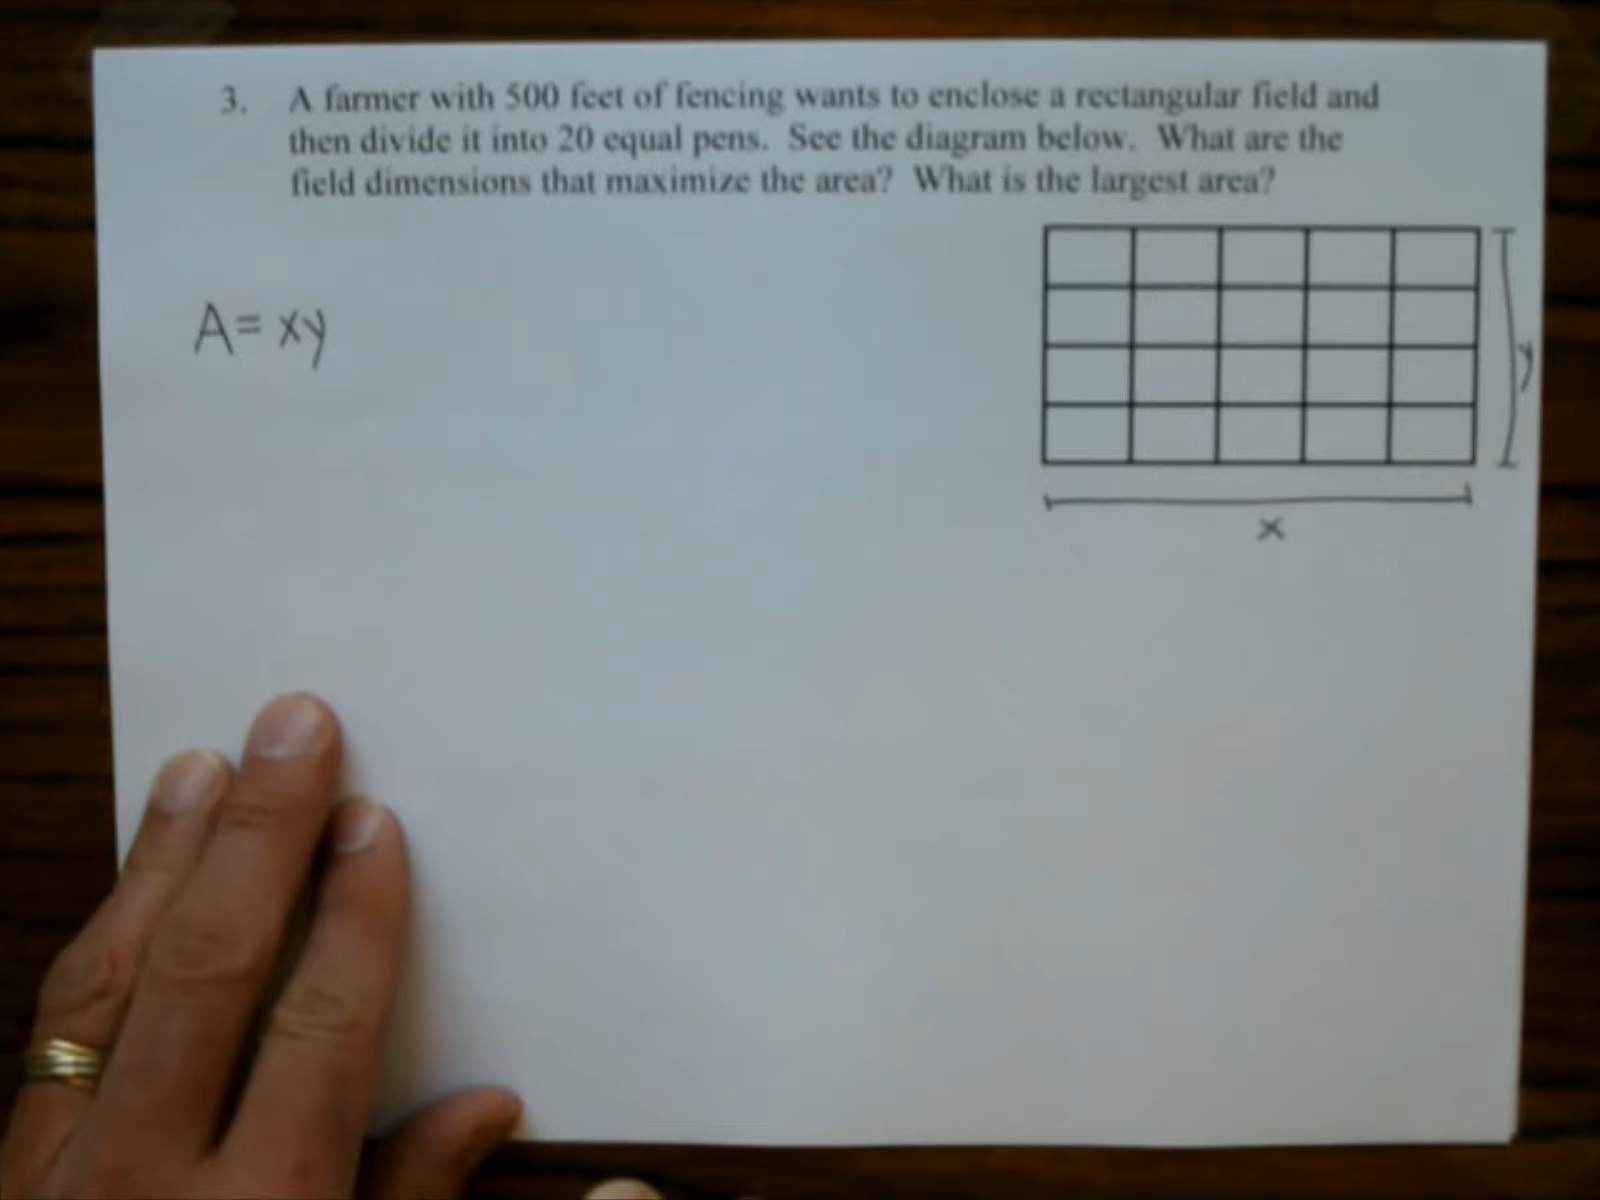 3. A farmer with 500 feet of fencing wants to enclose a rectangular field and
then divide it into 20 equal pens. See the diagram below. What are the
field dimensions that maximize the area? What is the largest area?
A= xy
y
x